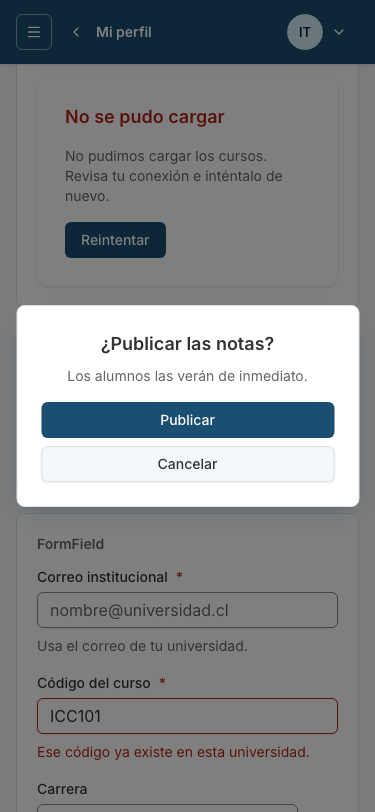 Mi perfil
IT
No se pudo cargar
No pudimos cargar los cursos.
Revisa tu conexión e inténtalo de
nuevo.
Reintentar
¿Publicar las notas?
Los alumnos las verán de inmediato.
Publicar
Cancelar
FormField
Correo institucional *
nombre@universidad.cl
Usa el correo de tu universidad.
Código del curso *
ICC101
Ese código ya existe en esta universidad.
Carrera